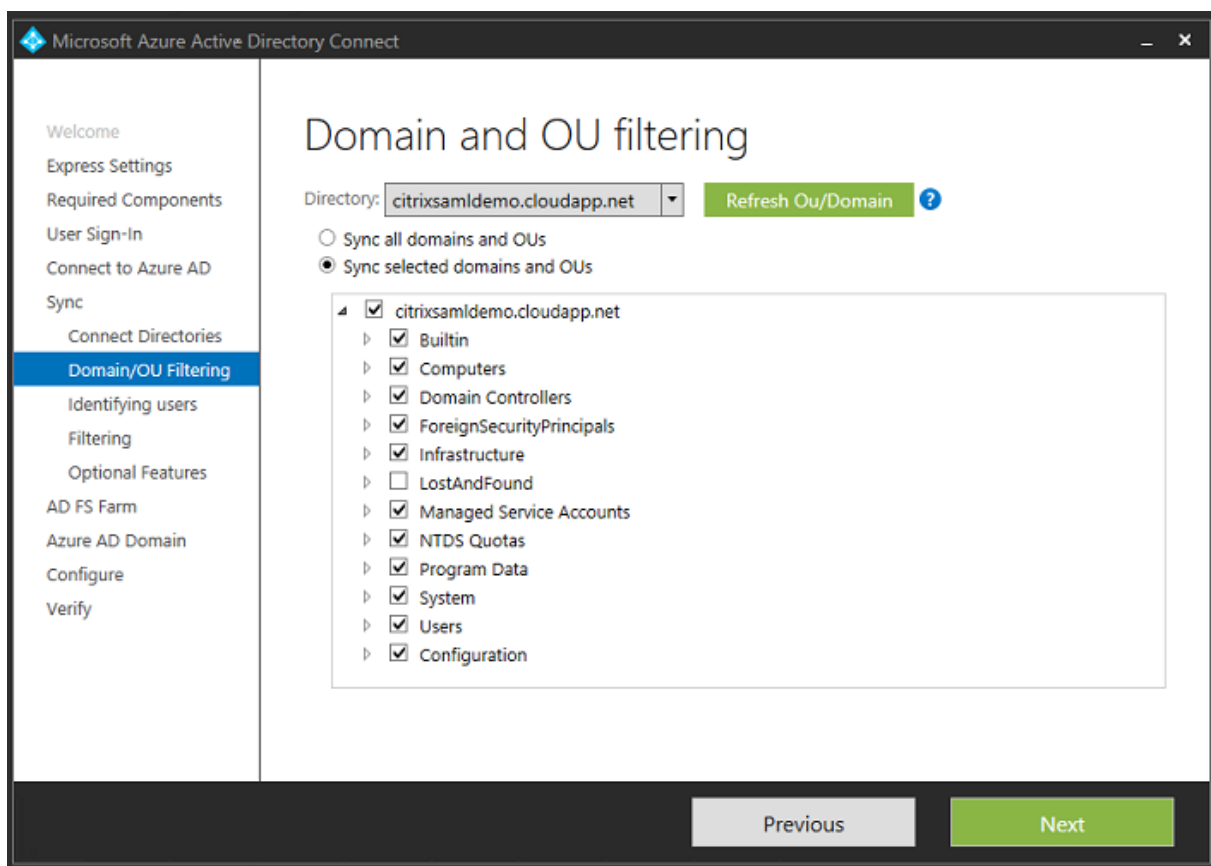 Microsoft Azure Active Directory Connect
Welcome
Express Settings
Required Components
User Sign-In
Connect to Azure AD
Sync
Connect Directories
Domain/OU Filtering
Identifying users
Filtering
Optional Features
AD FS Farm
Azure AD Domain
Configure
Verify
Domain and OU filtering
Directory: citrixsamldemo.cloudapp.net Refresh Ou/Domain ?
Sync all domains and OUs
Sync selected domains and OUs
citrixsamldemo.cloudapp.net
Builtin
Computers
Domain Controllers
ForeignSecurityPrincipals
Infrastructure
LostAndFound
Managed Service Accounts
NTDS Quotas
Program Data
System
Users
Configuration
Previous Next